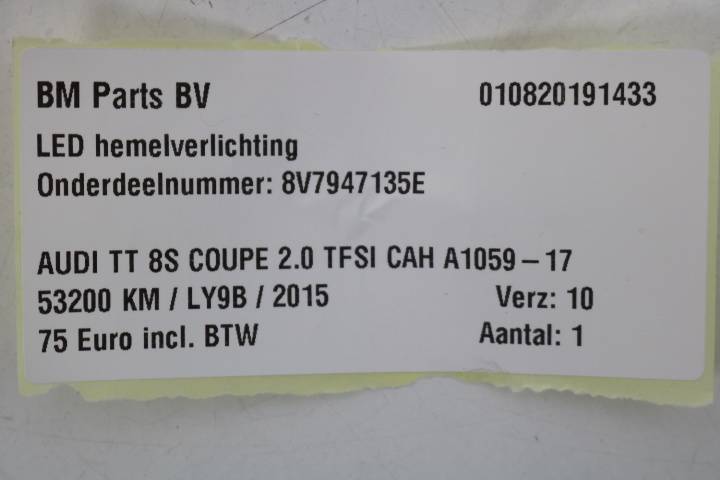 BM Parts BV 010820191433
LED hemelverlichting
Onderdeelnummer: 8V7947135E
AUDI TT 8S COUPE 2.0 TFSI CAH A1059 – 17
53200 KM / LY9B / 2015 Verz: 10
75 Euro incl. BTW Aantal: 1